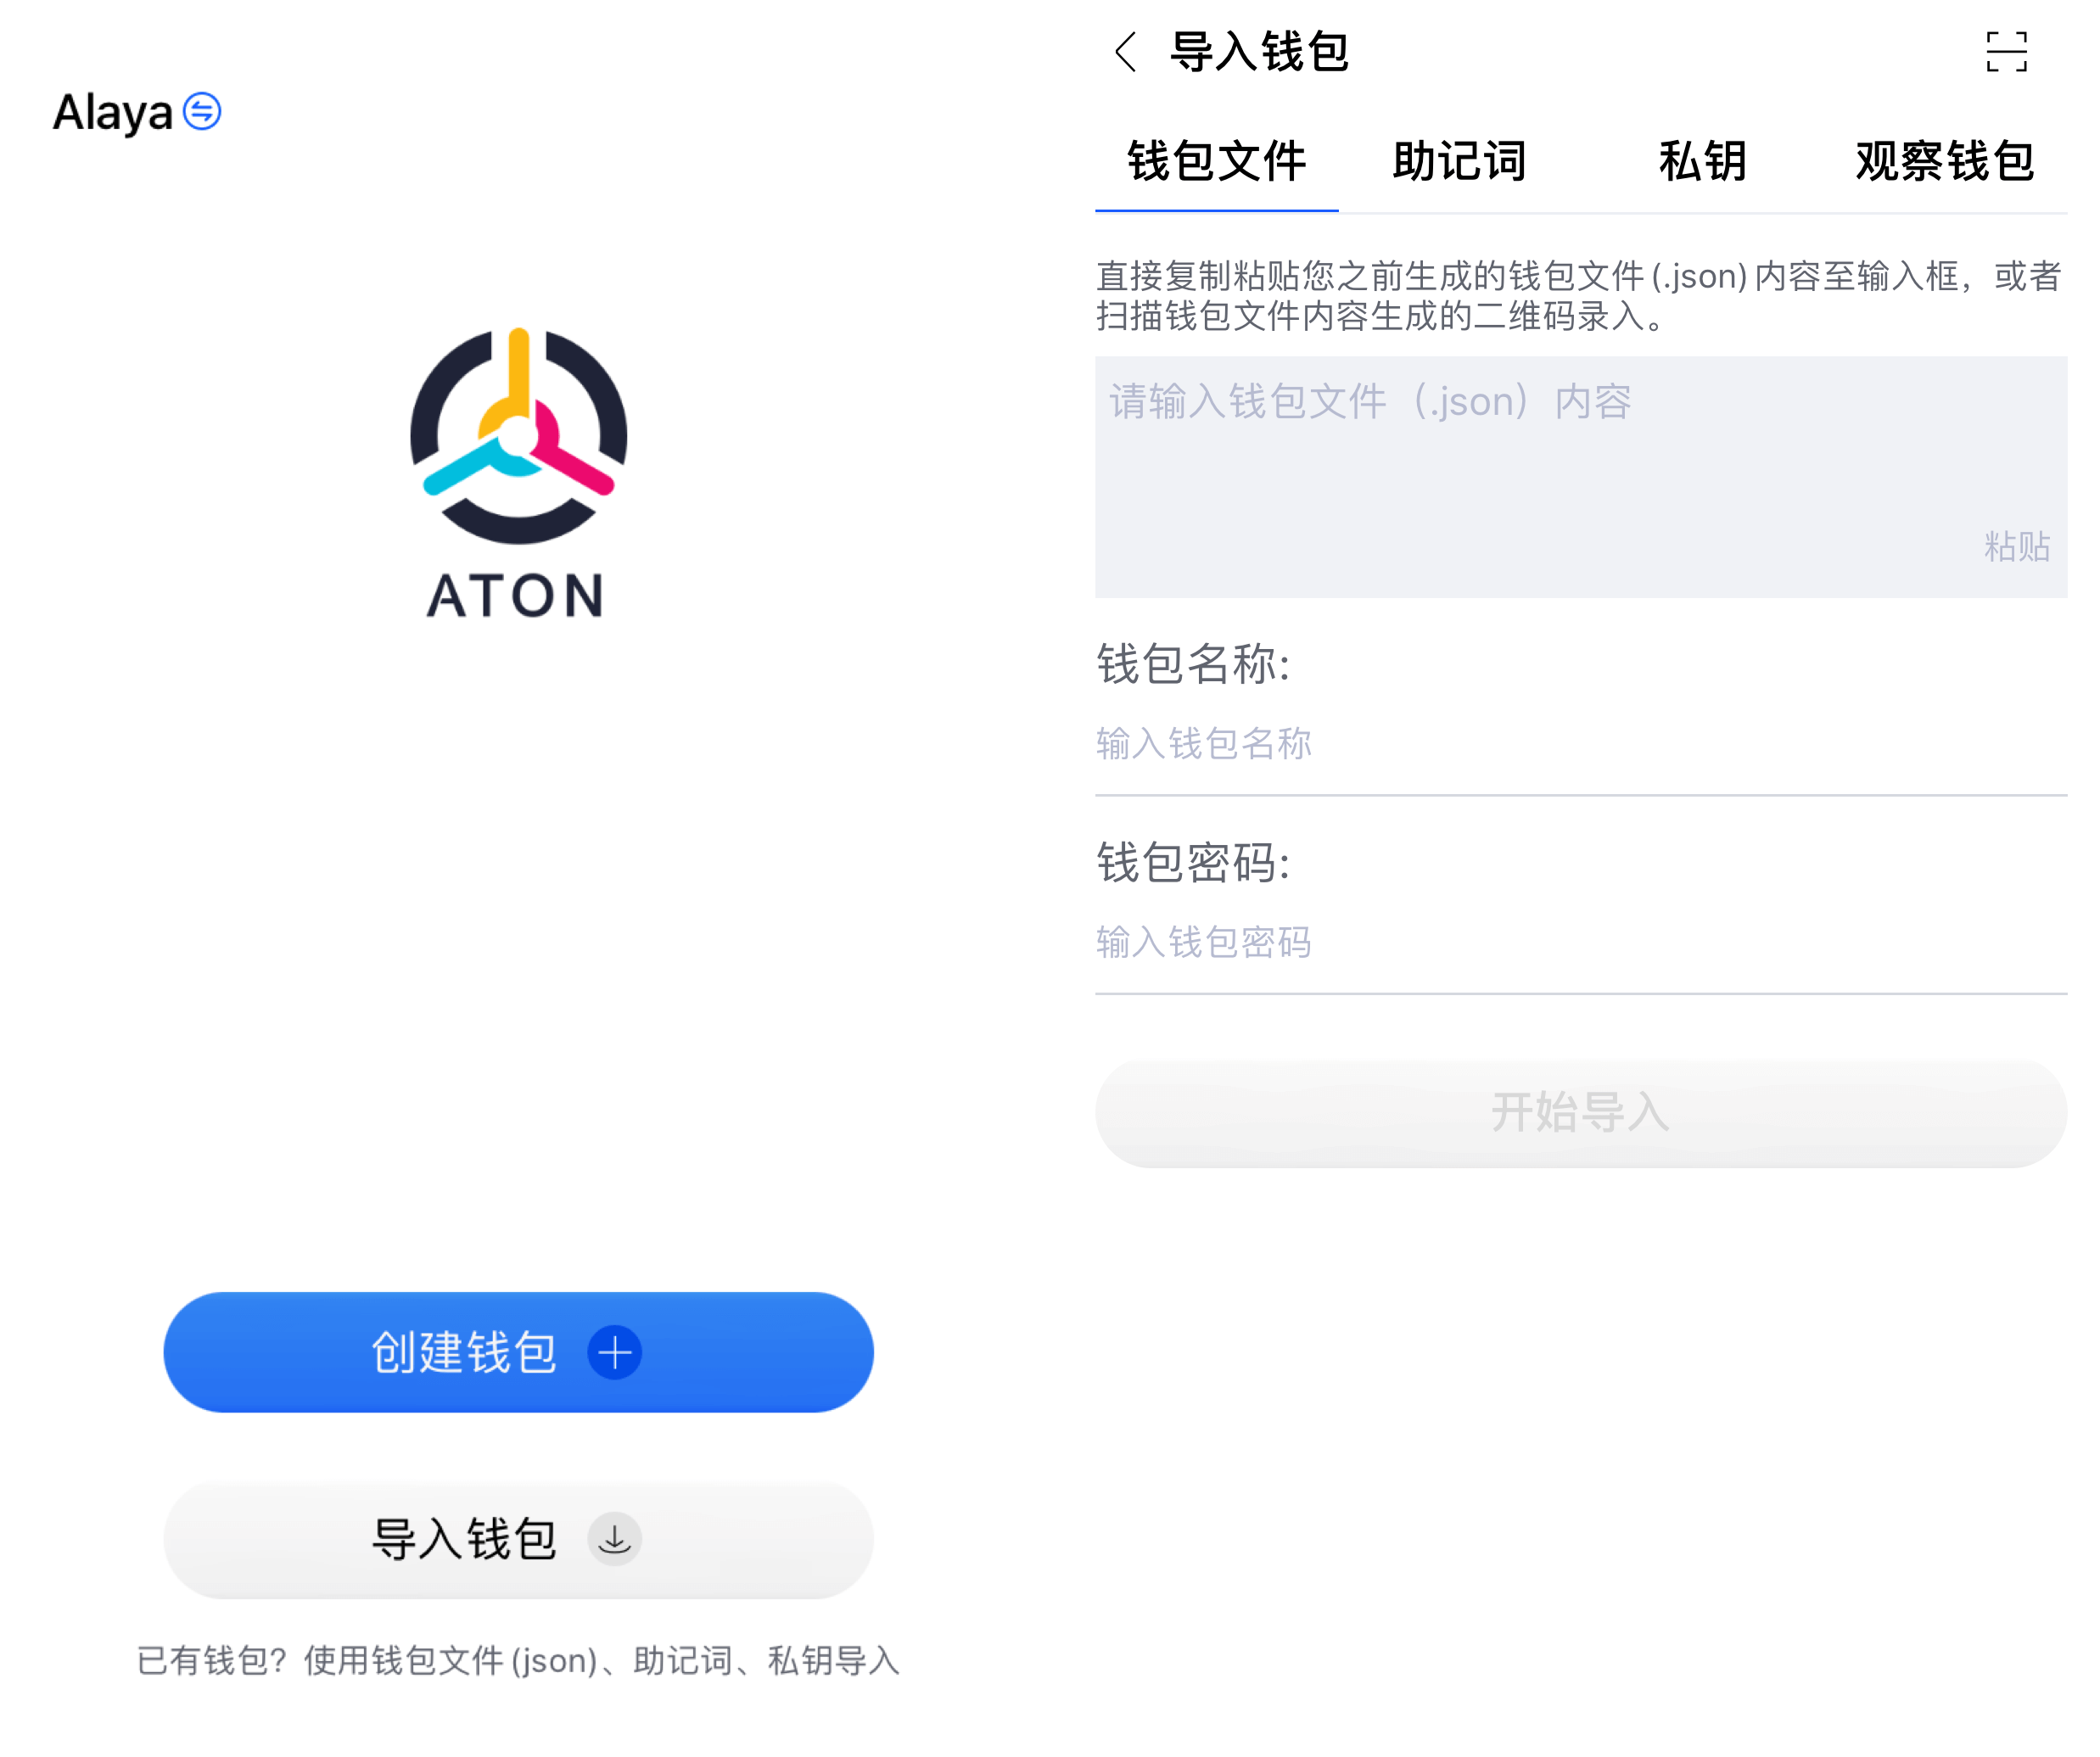 Alaya
ATON
创建钱包
导入钱包
已有钱包？使用钱包文件(json)、助记词、私钥导入
导入钱包
钱包文件 助记词 私钥 观察钱包
直接复制粘贴您之前生成的钱包文件(.json)内容至输入框，或者
扫描钱包文件内容生成的二维码录入。
请输入钱包文件（.json）内容
粘贴
钱包名称:
输入钱包名称
钱包密码:
输入钱包密码
开始导入